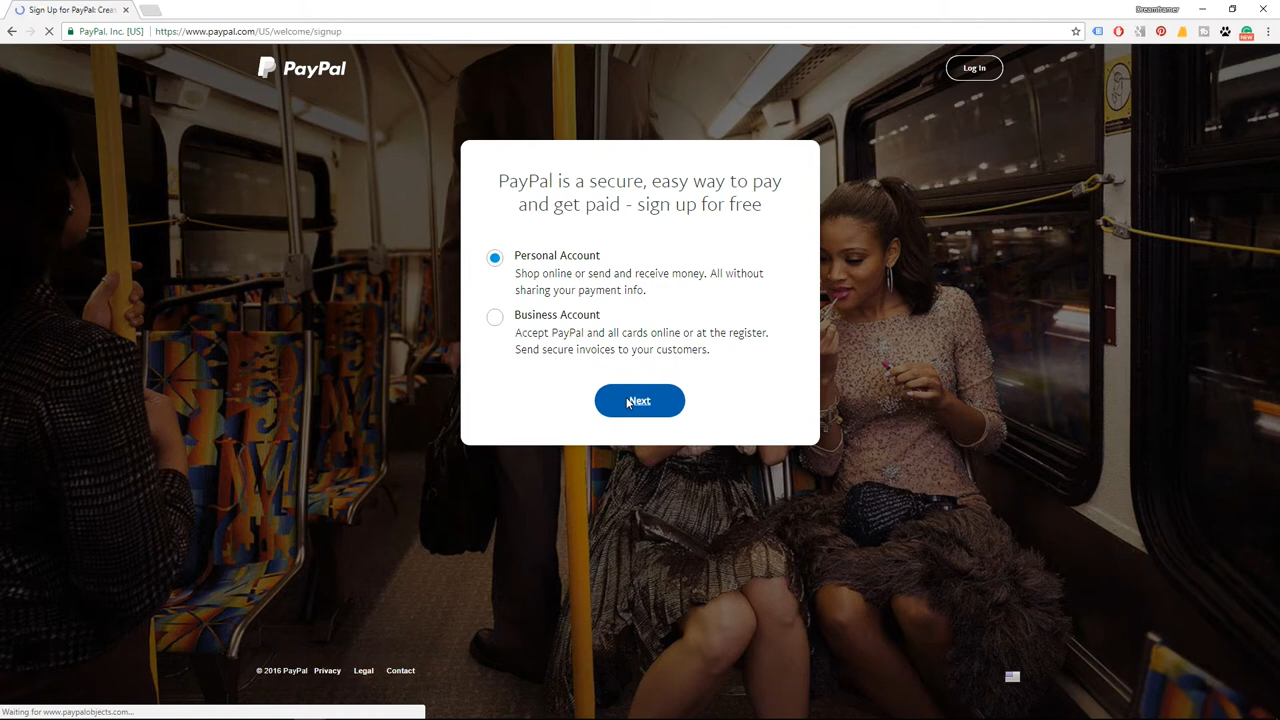 Sign Up for PayPal: Crea
Dreamframer
PayPal, Inc. [US]
https://www.paypal.com/US/welcome/signup
NEW
PayPal
Log In
PayPal is a secure, easy way to pay
and get paid - sign up for free
Personal Account
Shop online or send and receive money. All without
sharing your payment info.
Business Account
Accept PayPal and all cards online or at the register.
Send secure invoices to your customers.
Next
© 2016 PayPal Privacy Legal Contact
Waiting for www.paypalobjects.com...